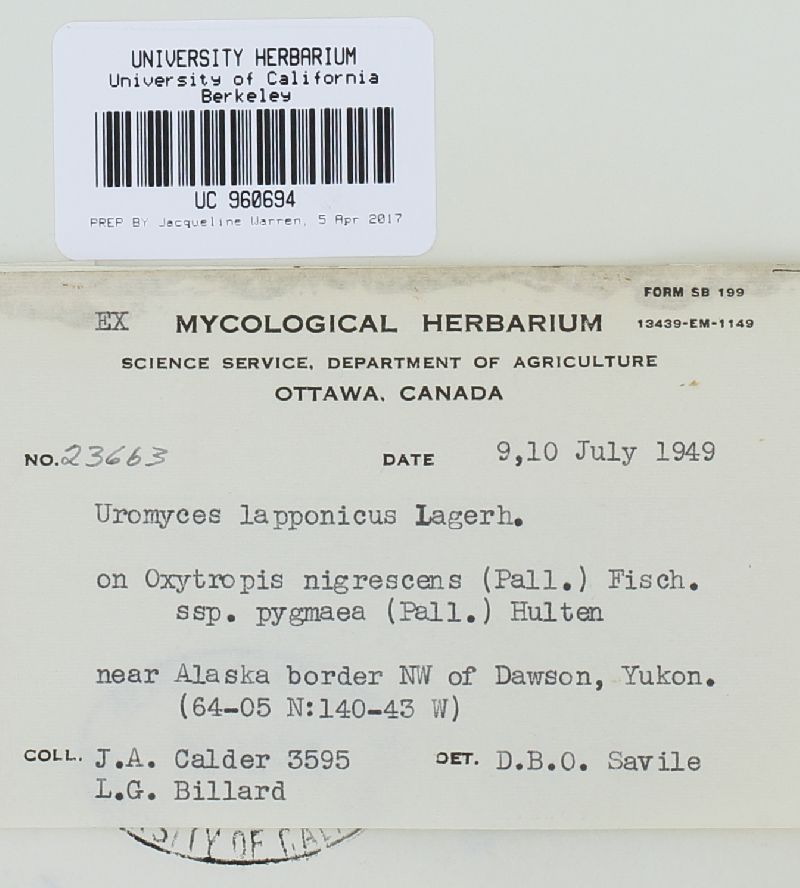 UNIVERSITY HERBARIUM
University of California
Berkeley
UC 960694
PREP BY Jacqueline Warren, 5 Apr 2017
FORM SB 199
EX MYCOLOGICAL HERBARIUM 13439-EM-1149
SCIENCE SERVICE, DEPARTMENT OF AGRICULTURE
OTTAWA, CANADA
NO. 23663 DATE 9,10 July 1949
Uromyces lapponicus Lagerh.
on Oxytropis nigrescens (Pall.) Fisch.
ssp. pygmaea (Pall.) Hulten
near Alaska border NW of Dawson, Yukon.
(64-05 N:140-43 W)
COLL. J.A. Calder 3595 DET. D.B.O. Savile
L.G. Billard
OF